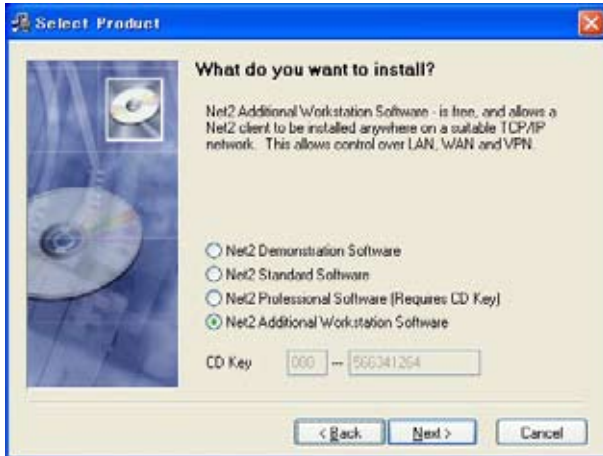 Select Product
What do you want to install?
Net2 Additional Workstation Software - is free, and allows a
Net2 client to be installed anywhere on a suitable TCP/IP
network. This allows control over LAN, WAN and VPN.
Net2 Demonstration Software
Net2 Standard Software
Net2 Professional Software (Requires CD Key)
Net2 Additional Workstation Software
CD Key 000 --- 566341264
< Back Next > Cancel